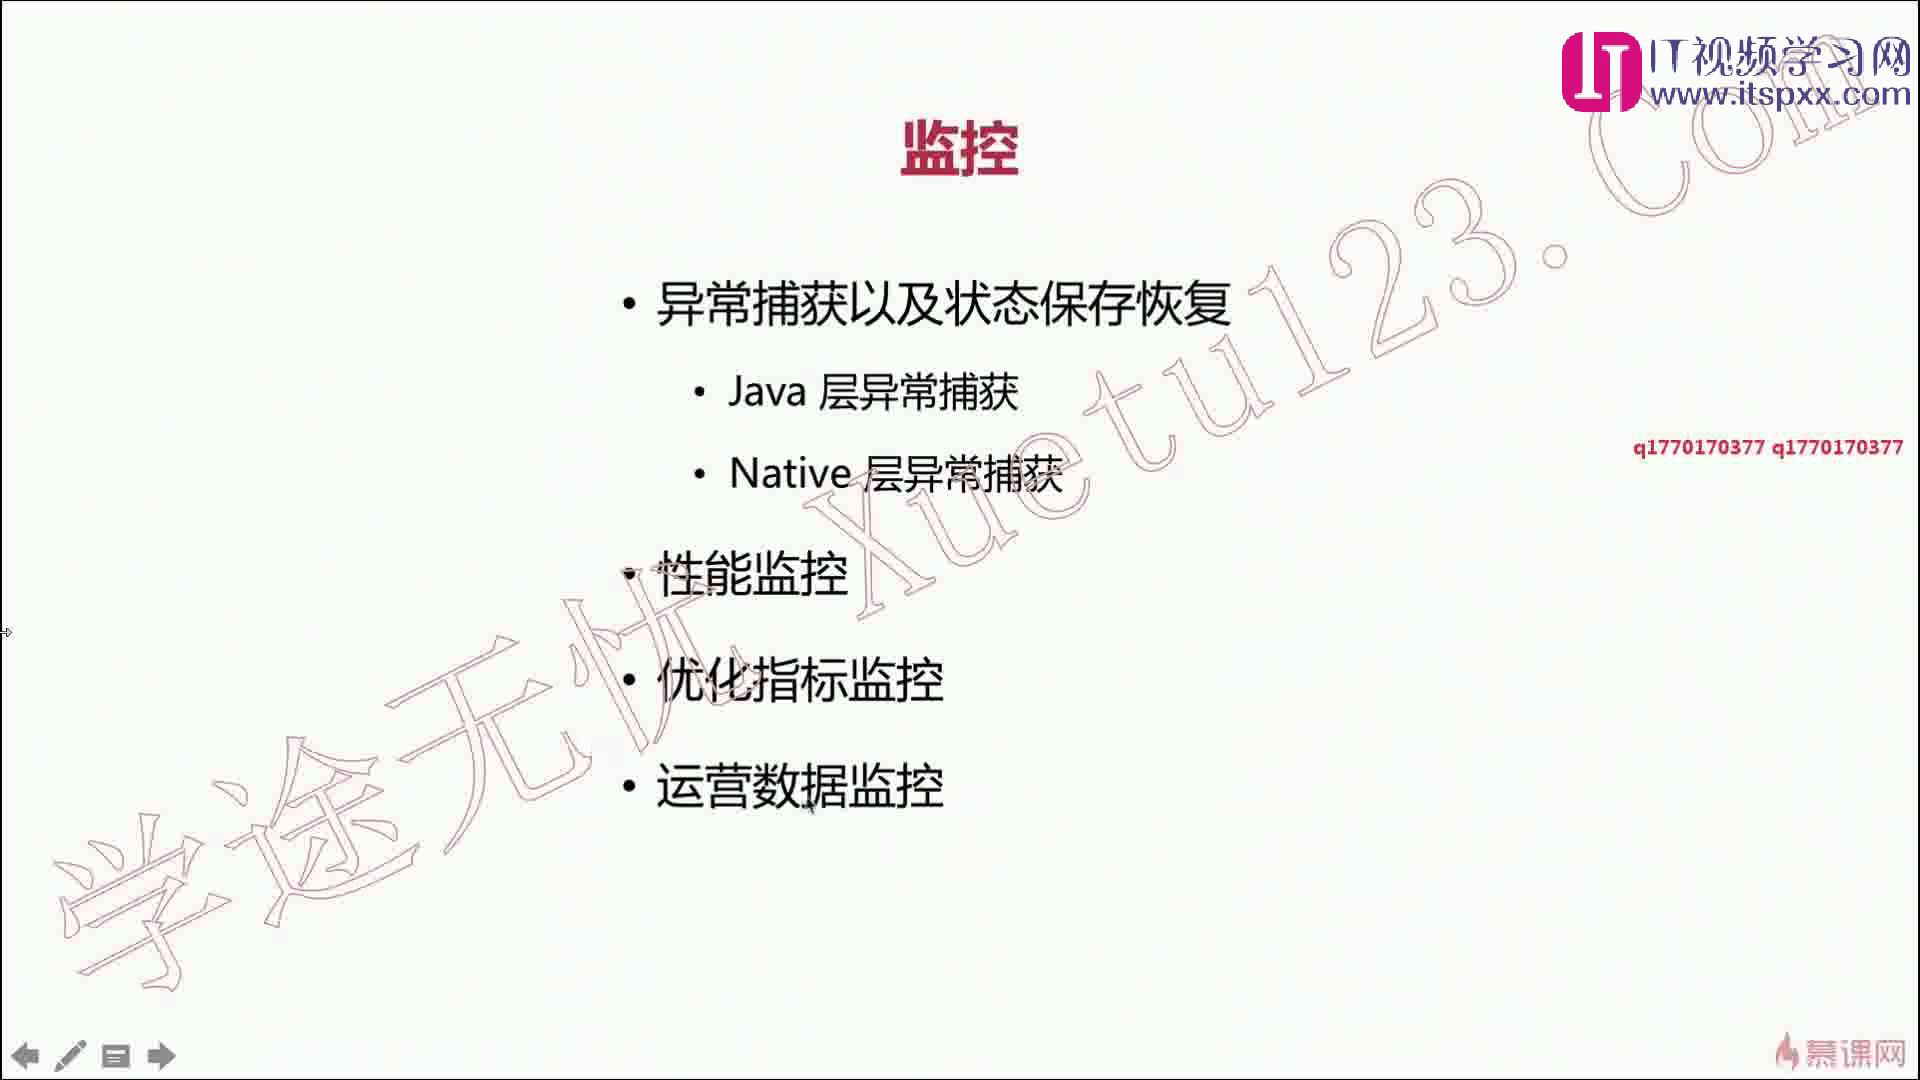 IT视频学习网
www.itspxx.com
监控
• 异常捕获以及状态保存恢复
• Java 层异常捕获
q1770170377 q1770170377
• Native 层异常捕获
• 性能监控
• 优化指标监控
• 运营数据监控
学途无忧 Xuetu123.Com
慕课网